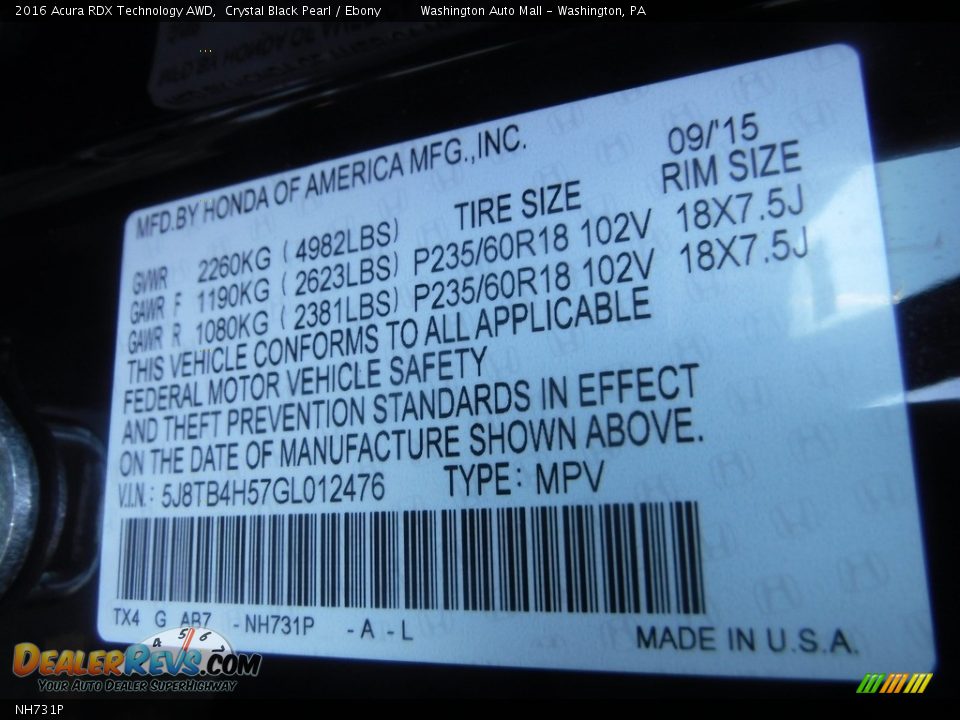 2016 Acura RDX Technology AWD, Crystal Black Pearl / Ebony Washington Auto Mall - Washington, PA
MFD.BY HONDA OF AMERICA MFG.,INC. 09/'15
TIRE SIZE RIM SIZE
GVWR 2260KG (4982LBS)
GAWR F 1190KG (2623LBS) P235/60R18 102V 18X7.5J
GAWR R 1080KG (2381LBS) P235/60R18 102V 18X7.5J
THIS VEHICLE CONFORMS TO ALL APPLICABLE
FEDERAL MOTOR VEHICLE SAFETY
AND THEFT PREVENTION STANDARDS IN EFFECT
ON THE DATE OF MANUFACTURE SHOWN ABOVE.
V.I.N.: 5J8TB4H57GL012476 TYPE: MPV
TX4 G AB7 -NH731P -A-L
MADE IN U.S.A.
4 5 6 7
DEALERREVS.COM
YOUR AUTO DEALER SUPERHIGHWAY
NH731P